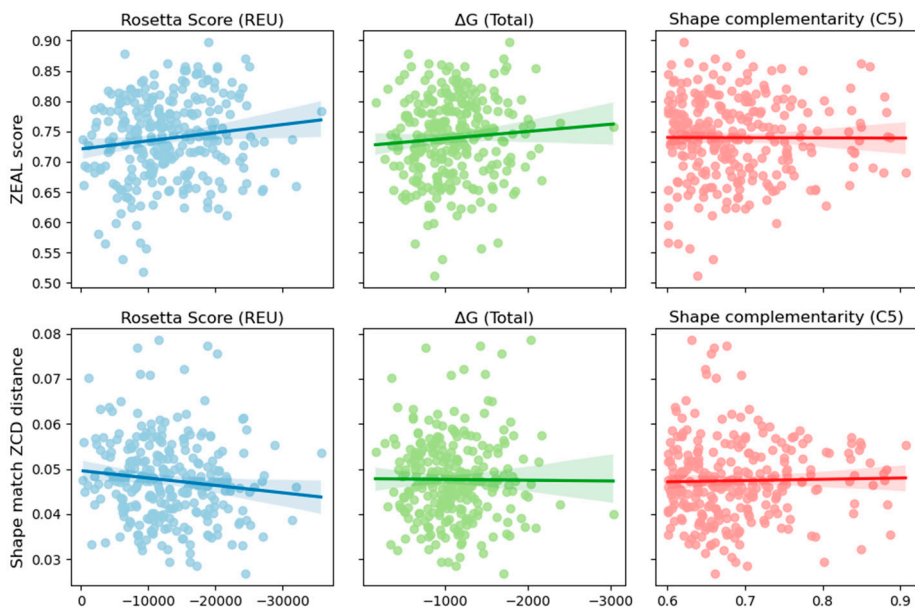 Rosetta Score (REU)
ΔG (Total)
Shape complementarity (C5)
ZEAL score
0.90
0.85
0.80
0.75
0.70
0.65
0.60
0.55
0.50
Rosetta Score (REU)
ΔG (Total)
Shape complementarity (C5)
Shape match ZCD distance
0.08
0.07
0.06
0.05
0.04
0.03
0 −10000 −20000 −30000
−1000 −2000 −3000
0.6 0.7 0.8 0.9